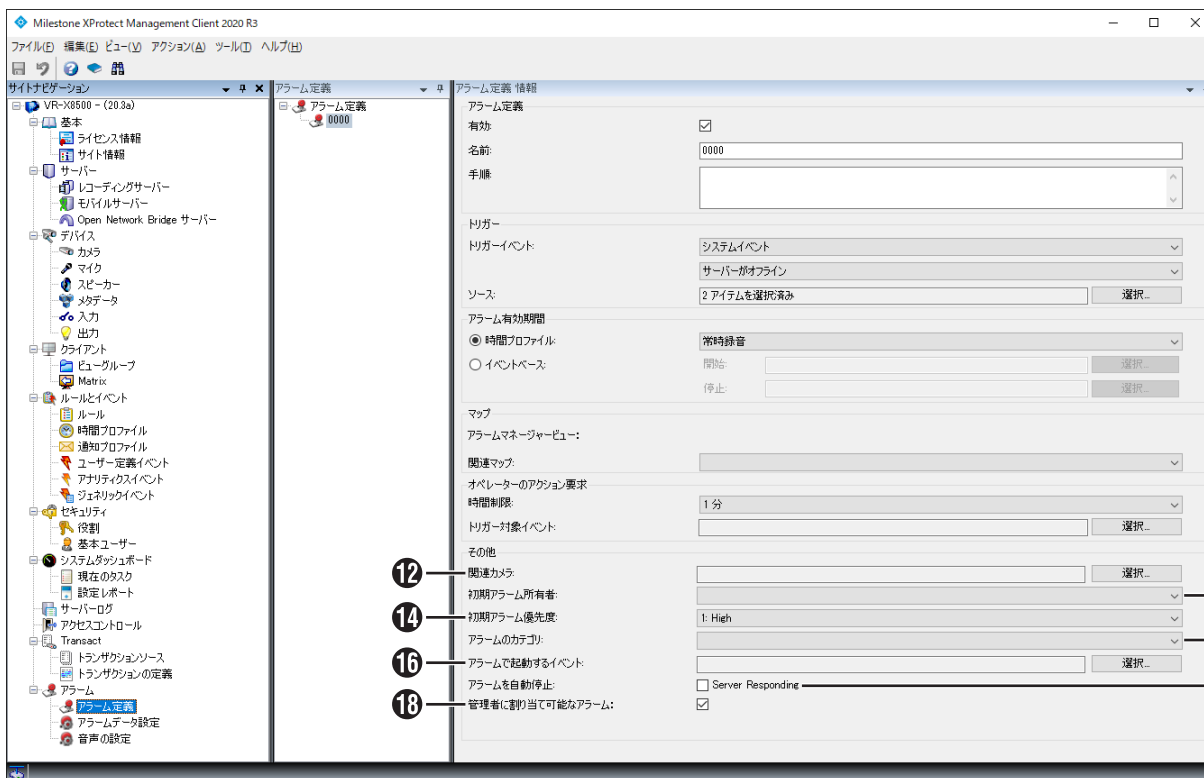 Milestone XProtect Management Client 2020 R3
ファイル(F) 編集(E) ビュー(V) アクション(A) ツール(T) ヘルプ(H)
サイトナビゲーション
VR-X8500 - (20.3a)
基本
ライセンス情報
サイト情報
サーバー
レコーディングサーバー
モバイルサーバー
Open Network Bridge サーバー
デバイス
カメラ
マイク
スピーカー
メタデータ
入力
出力
クライアント
ビューグループ
Matrix
ルールとイベント
ルール
時間プロファイル
通知プロファイル
ユーザー定義イベント
アナリティクスイベント
ジェネリックイベント
セキュリティ
役割
基本ユーザー
システムダッシュボード
現在のタスク
設定レポート
サーバーログ
アクセスコントロール
Transact
トランザクションソース
トランザクションの定義
アラーム
アラーム定義
アラームデータ設定
音声の設定
アラーム定義
アラーム定義
0000
アラーム定義 情報
アラーム定義
有効:
名前: 0000
手順:
トリガー
トリガーイベント: システムイベント
サーバーがオフライン
ソース: 2 アイテムを選択済み 選択...
アラーム有効期間
時間プロファイル: 常時録音
イベントベース: 開始: 選択...
停止: 選択...
マップ
アラームマネージャービュー:
関連マップ:
オペレーターのアクション要求
時間制限: 1 分
トリガー対象イベント: 選択...
その他
⑫ 関連カメラ: 選択...
初期アラーム所有者:
⑭ 初期アラーム優先度: 1: High
アラームのカテゴリ:
⑯ アラームで起動するイベント: 選択...
アラームを自動停止: Server Responding
⑱ 管理者に割り当て可能なアラーム: